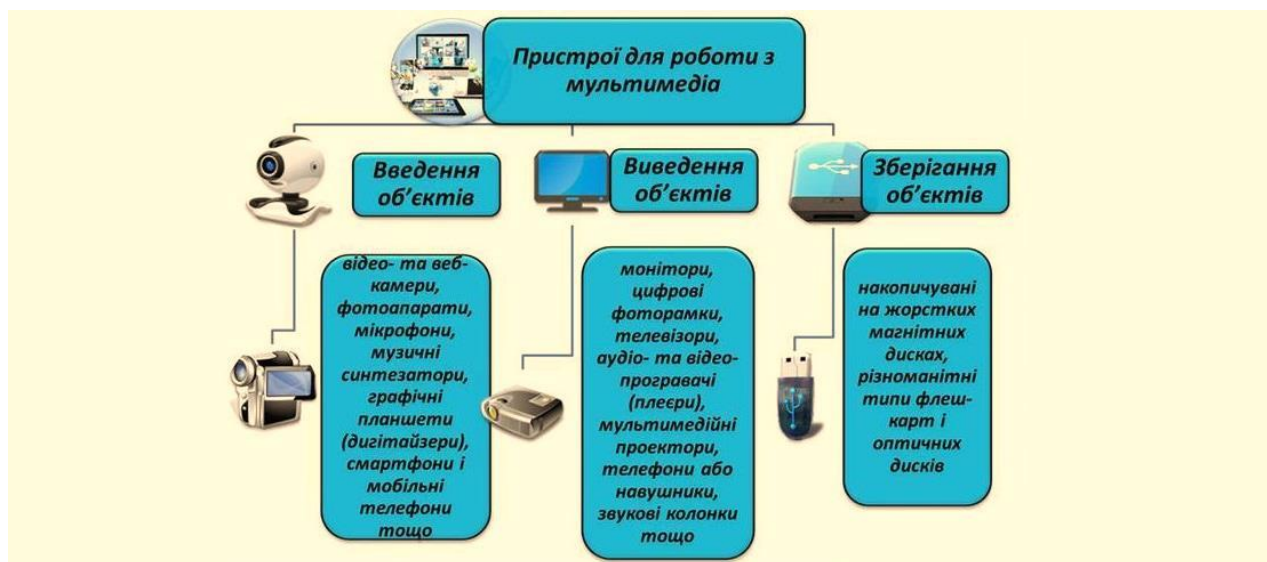 Пристрої для роботи з
мультимедіа
Введення
об’єктів
Виведення
об’єктів
Зберігання
об’єктів
відео- та веб-
камери,
фотоапарати,
мікрофони,
музичні
синтезатори,
графічні
планшети
(дигітайзери),
смартфони і
мобільні
телефони
тощо
монітори,
цифрові
фоторамки,
телевізори,
аудіо- та відео-
програвачі
(плеєри),
мультимедійні
проектори,
телефони або
навушники,
звукові колонки
тощо
накопичувані
на жорстких
магнітних
дисках,
різноманітні
типи флеш-
карт і
оптичних
дисків